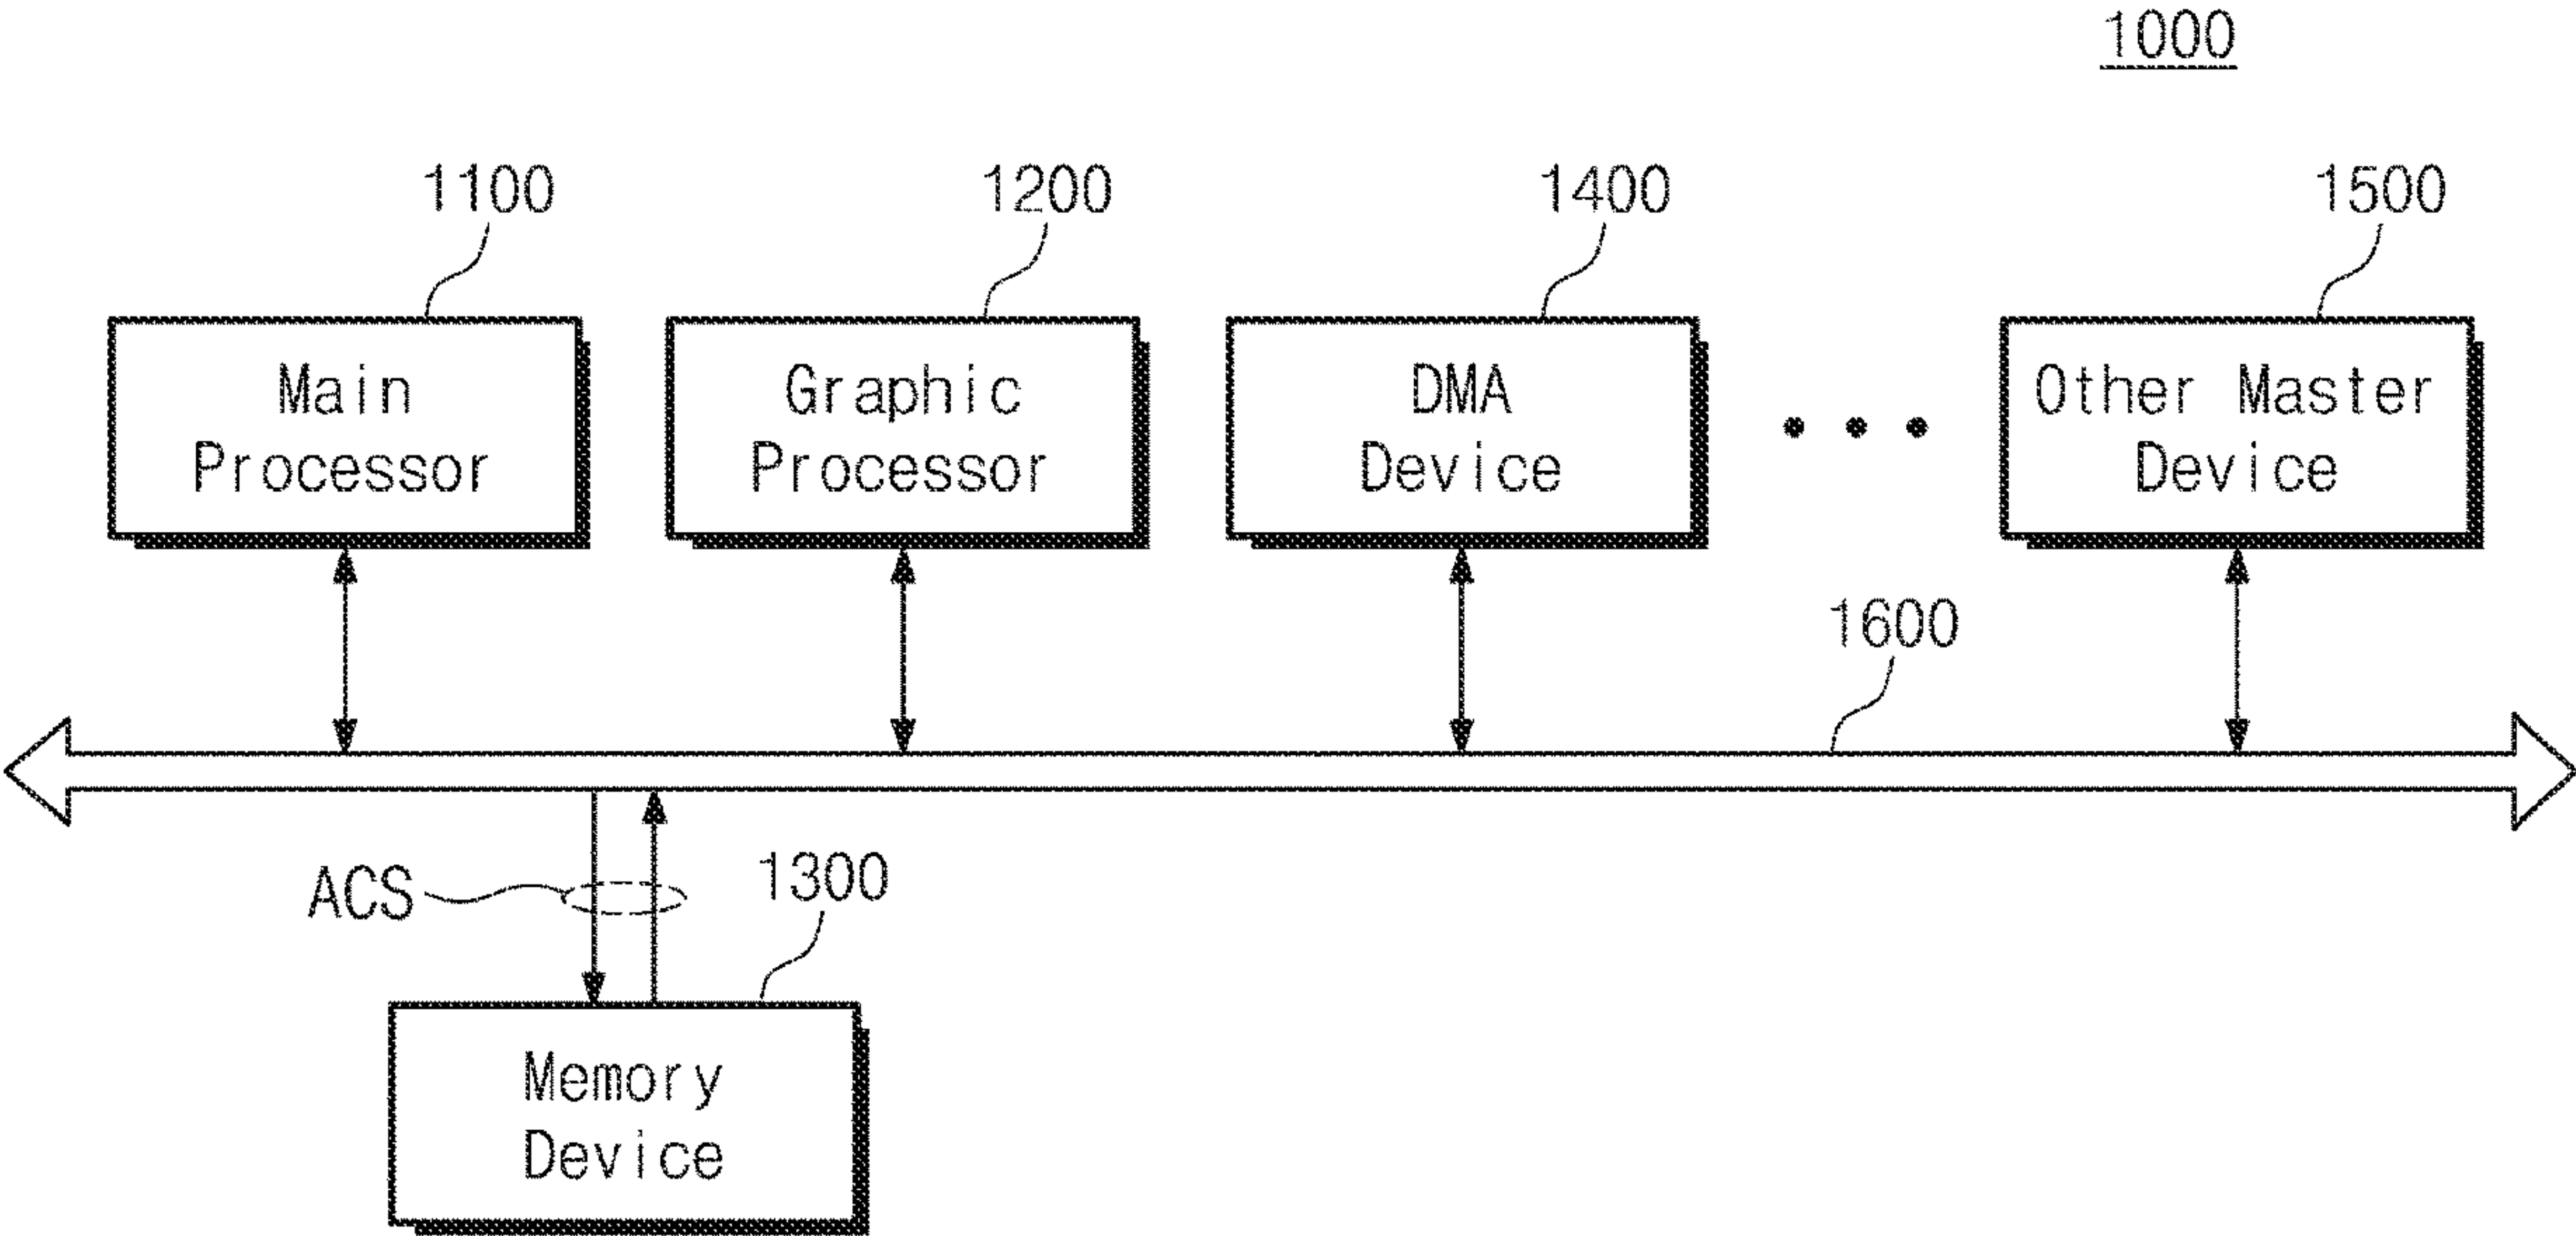 1000
1100
1200
1400
1500
Main
Processor
Graphic
Processor
DMA
Device
Other Master
Device
1600
ACS
1300
Memory
Device